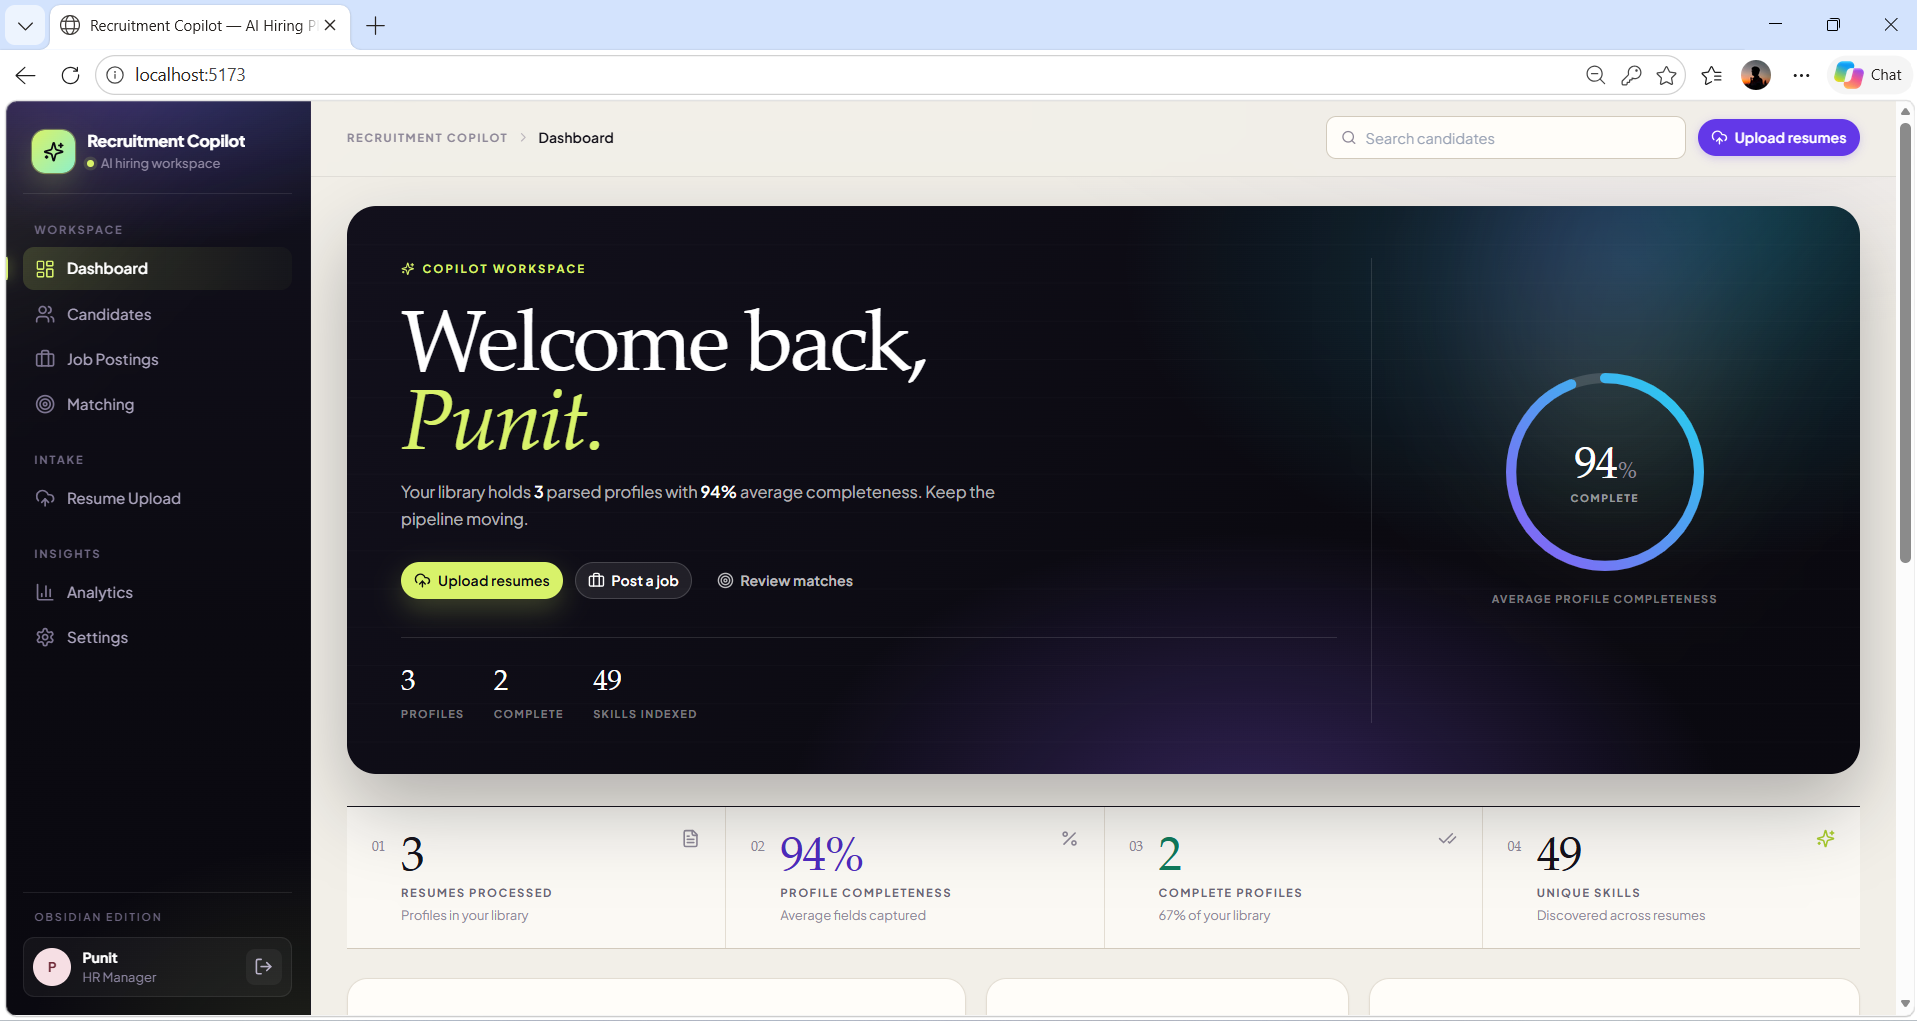 Recruitment Copilot — AI Hiring P
localhost:5173
Chat
Recruitment Copilot
AI hiring workspace
WORKSPACE
Dashboard
Candidates
Job Postings
Matching
INTAKE
Resume Upload
INSIGHTS
Analytics
Settings
OBSIDIAN EDITION
P
Punit
HR Manager
RECRUITMENT COPILOT > Dashboard
Search candidates
Upload resumes
COPILOT WORKSPACE
Welcome back,
Punit.
Your library holds 3 parsed profiles with 94% average completeness. Keep the
pipeline moving.
Upload resumes
Post a job
Review matches
3
PROFILES
2
COMPLETE
49
SKILLS INDEXED
94%
COMPLETE
AVERAGE PROFILE COMPLETENESS
01 3
RESUMES PROCESSED
Profiles in your library
02 94%
PROFILE COMPLETENESS
Average fields captured
03 2
COMPLETE PROFILES
67% of your library
04 49
UNIQUE SKILLS
Discovered across resumes